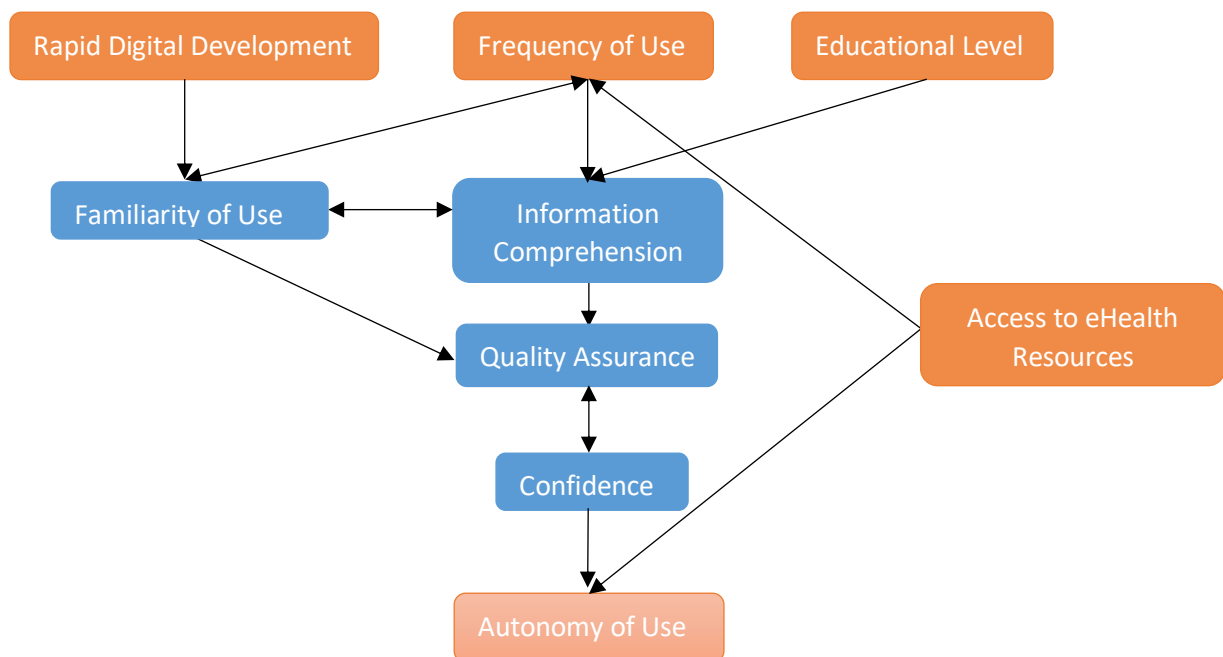 Rapid Digital Development
Frequency of Use
Educational Level
Familiarity of Use
Information
Comprehension
Access to eHealth
Resources
Quality Assurance
Confidence
Autonomy of Use